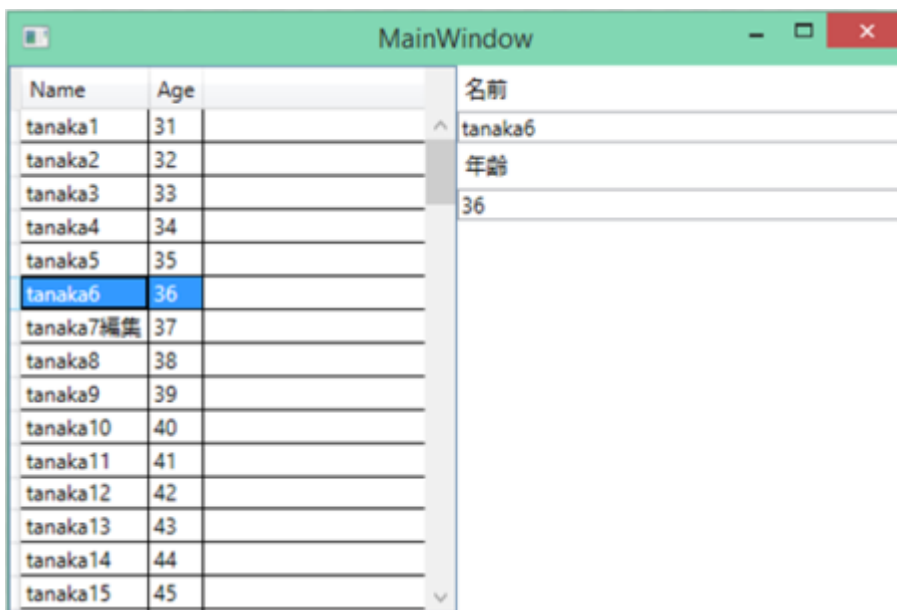 MainWindow
Name Age
tanaka1 31
tanaka2 32
tanaka3 33
tanaka4 34
tanaka5 35
tanaka6 36
tanaka7編集 37
tanaka8 38
tanaka9 39
tanaka10 40
tanaka11 41
tanaka12 42
tanaka13 43
tanaka14 44
tanaka15 45
名前
tanaka6
年齢
36